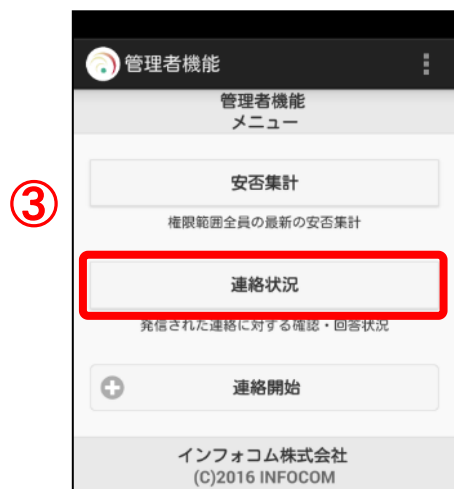 管理者機能
管理者機能
メニュー
安否集計
③
権限範囲全員の最新の安否集計
連絡状況
発信された連絡に対する確認・回答状況
連絡開始
インフォコム株式会社
(C)2016 INFOCOM